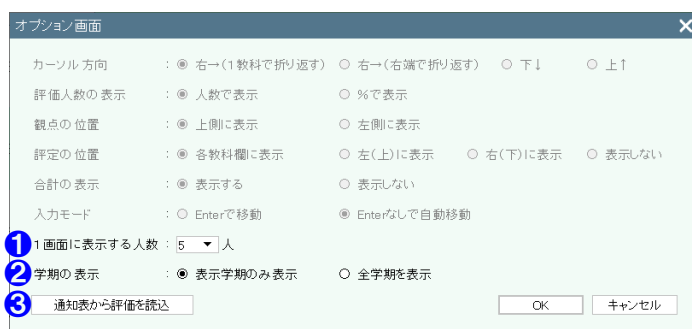 オプション画面 ×
カーソル方向 : ◉ 右→(1教科で折り返す) ○ 右→(右端で折り返す) ○ 下↓ ○ 上↑
評価人数の表示 : ◉ 人数で表示 ○ %で表示
観点の位置 : ◉ 上側に表示 ○ 左側に表示
評定の位置 : ◉ 各教科欄に表示 ○ 左(上)に表示 ○ 右(下)に表示 ○ 表示しない
合計の表示 : ◉ 表示する ○ 表示しない
入力モード : ○ Enterで移動 ◉ Enterなしで自動移動
❶ 1画面に表示する人数 : 5 ▼ 人
❷ 学期の表示 : ◉ 表示学期のみ表示 ○ 全学期を表示
❸ 通知表から評価を読込 OK キャンセル